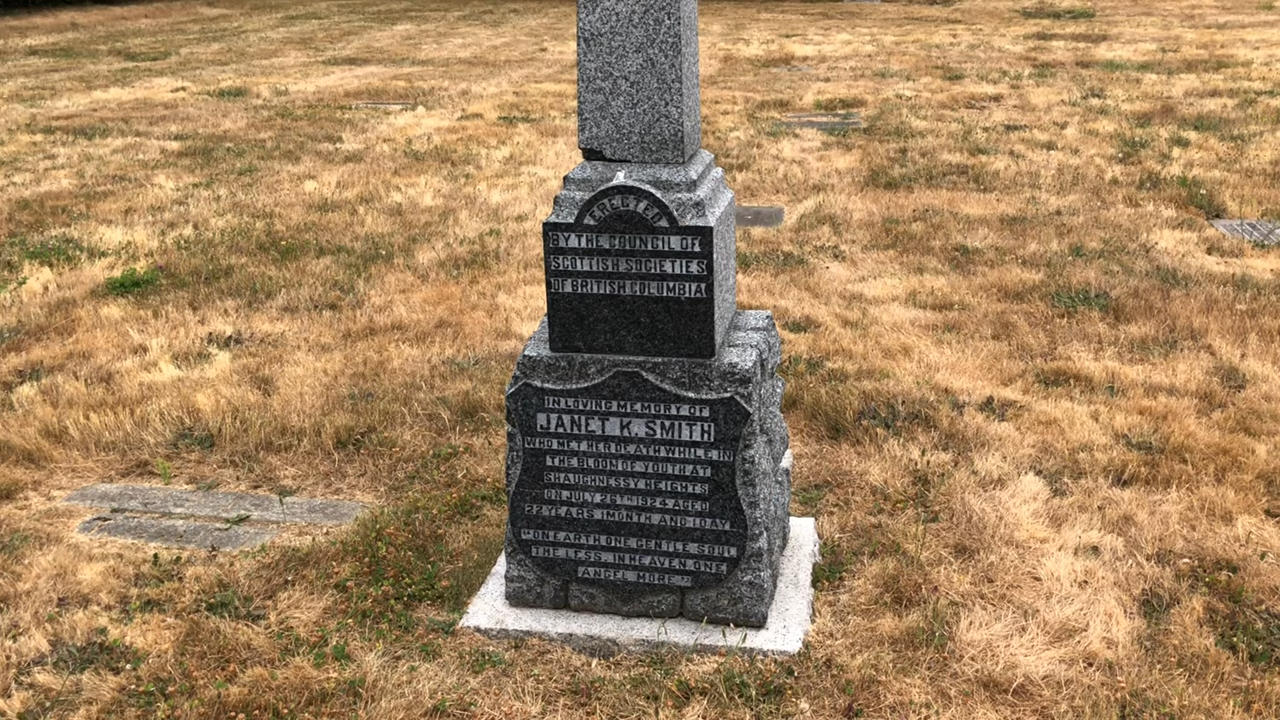 ERECTED
BY THE COUNCIL OF
SCOTTISH SOCIETIES
OF BRITISH COLUMBIA
IN LOVING MEMORY OF
JANET K. SMITH
WHO MET HER DEATH WHILE IN
THE BLOOM OF YOUTH AT
SHAUGHNESSY HEIGHTS
ON JULY 26TH 1924 AGED
22 YEARS 1 MONTH AND 1 DAY
"ON EARTH ONE GENTLE SOUL
THE LESS. IN HEAVEN ONE
ANGEL MORE"